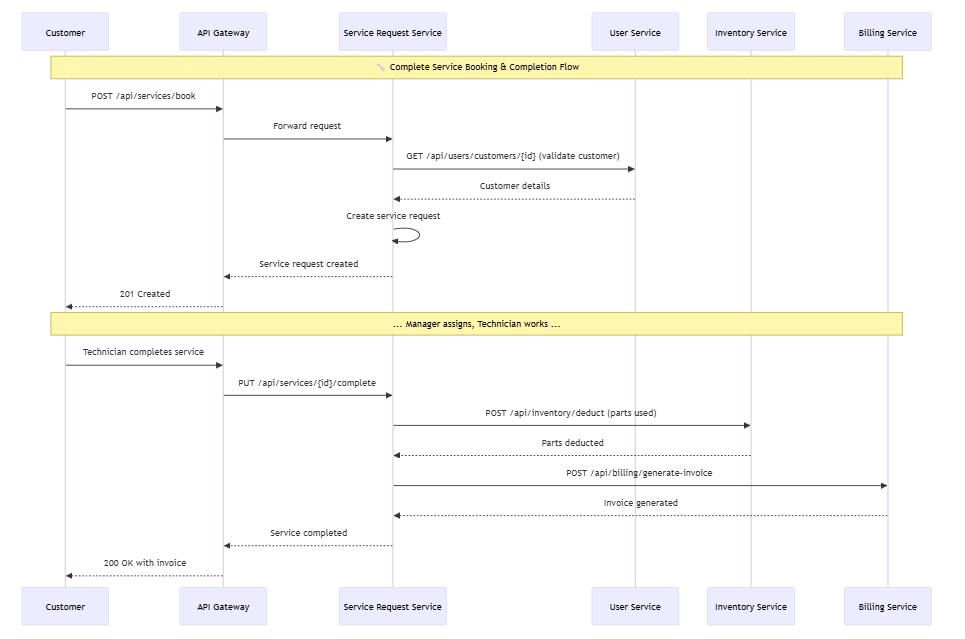 Customer
API Gateway
Service Request Service
User Service
Inventory Service
Billing Service
Complete Service Booking & Completion Flow
POST /api/services/book
Forward request
GET /api/users/customers/{id} (validate customer)
Customer details
Create service request
Service request created
201 Created
... Manager assigns, Technician works ...
Technician completes service
PUT /api/services/{id}/complete
POST /api/inventory/deduct (parts used)
Parts deducted
POST /api/billing/generate-invoice
Invoice generated
Service completed
200 OK with invoice
Customer
API Gateway
Service Request Service
User Service
Inventory Service
Billing Service